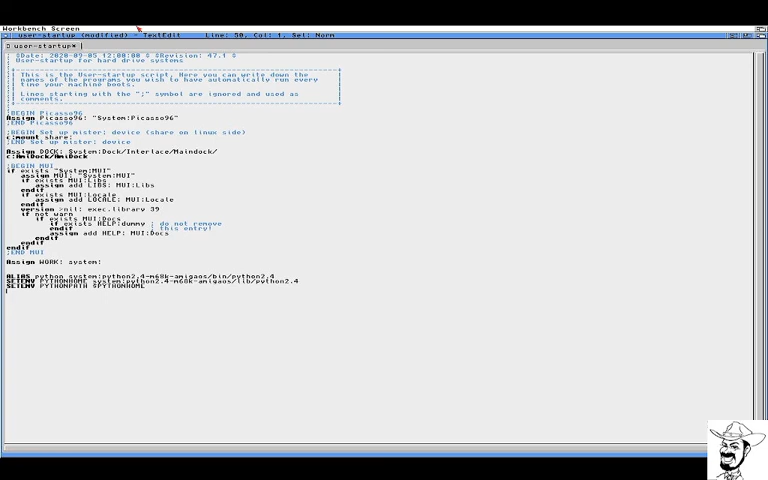 Workbench Screen
user-startup (modified) - TextEdit Line: 50, Col: 1, Sel: Norm
user-startup*
; $Date: 2020-09-05 12:00:00 $ $Revision: 47.1 $
; User-startup for hard drive systems
; This is the User-startup script. Here you can write down the
; names of the programs you wish to have automatically run every
; time your machine boots.
; Lines starting with the ";" symbol are ignored and used as
; comments.
;BEGIN Picasso96
Assign Picasso96: "System:Picasso96"
;END Picasso96
;BEGIN Set up mister: device (share on linux side)
c:mount share:
;END Set up mister: device
Assign DOCK: System:Dock/Interface/Maindock/
c:AmiDock/AmiDock
;BEGIN MUI
if exists "System:MUI"
assign MUI: "System:MUI"
if exists MUI:Libs
assign add LIBS: MUI:Libs
endif
if exists MUI:Locale
assign add LOCALE: MUI:Locale
endif
version >nil: exec.library 39
if not warn
if exists MUI:Docs
if exists HELP:dummy ; do not remove
endif ; this entry!
assign add HELP: MUI:Docs
endif
endif
endif
;END MUI
Assign WORK: system:
ALIAS python system:python2.4-m68k-amigaos/bin/python2.4
SETENV PYTHONHOME system:python2.4-m68k-amigaos/lib/python2.4
SETENV PYTHONPATH $PYTHONHOME